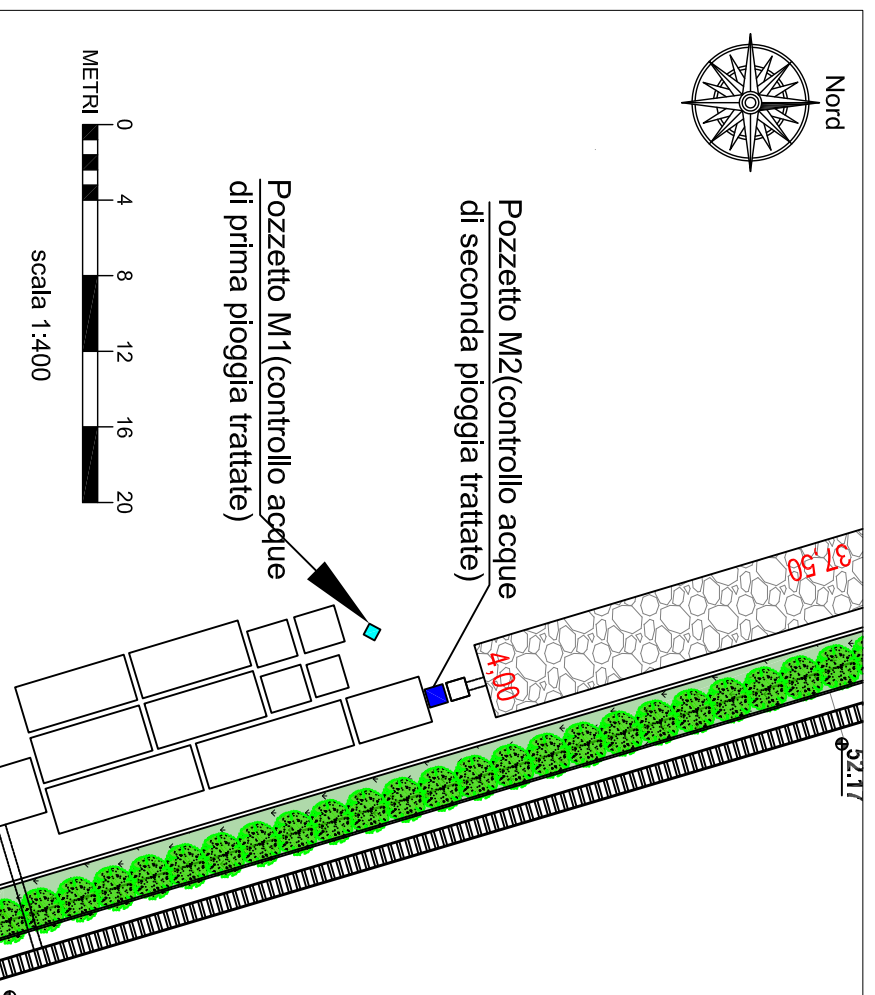 Nord
Pozzetto M2(controllo acque
di seconda pioggia trattate)
Pozzetto M1(controllo acque
di prima pioggia trattate)
METRI
0
4
8
12
16
20
scala 1:400
37,50
4,00
52.17